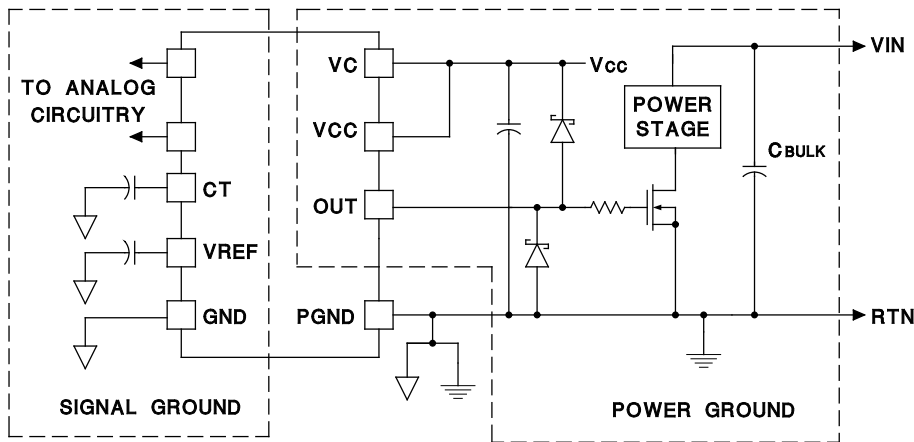 TO ANALOG
CIRCUITRY
CT
VREF
GND
SIGNAL GROUND
VC
VCC
OUT
PGND
VCC
POWER
STAGE
CBULK
VIN
RTN
POWER GROUND